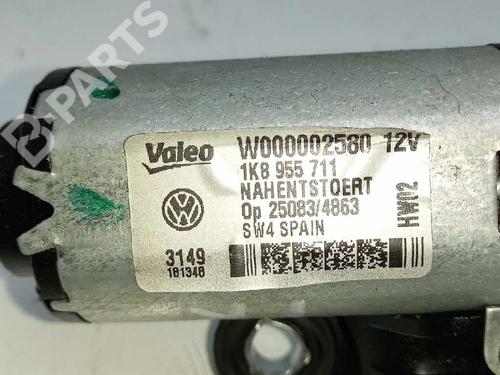 B-PARTS
Valeo
W000002580 12V
1K8 955 711
NAHENTSTOERT
Op 25083/4863
SW4 SPAIN
HW02
3149
181348